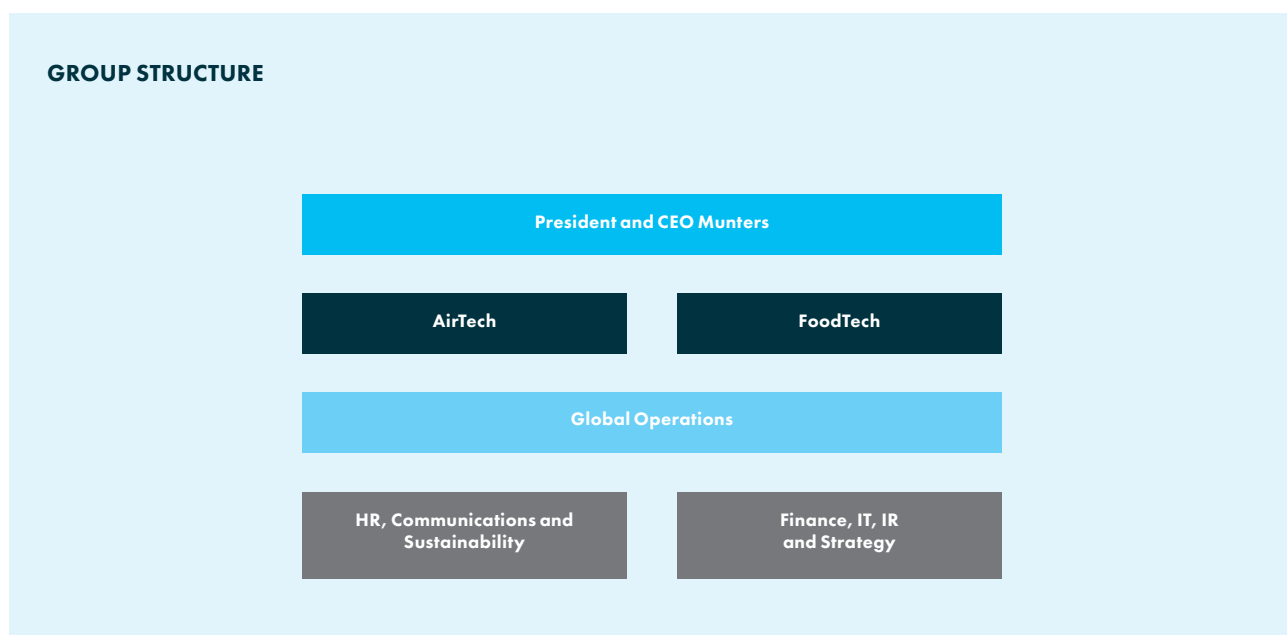 GROUP STRUCTURE
President and CEO Munters
AirTech
FoodTech
Global Operations
HR, Communications and
Sustainability
Finance, IT, IR
and Strategy